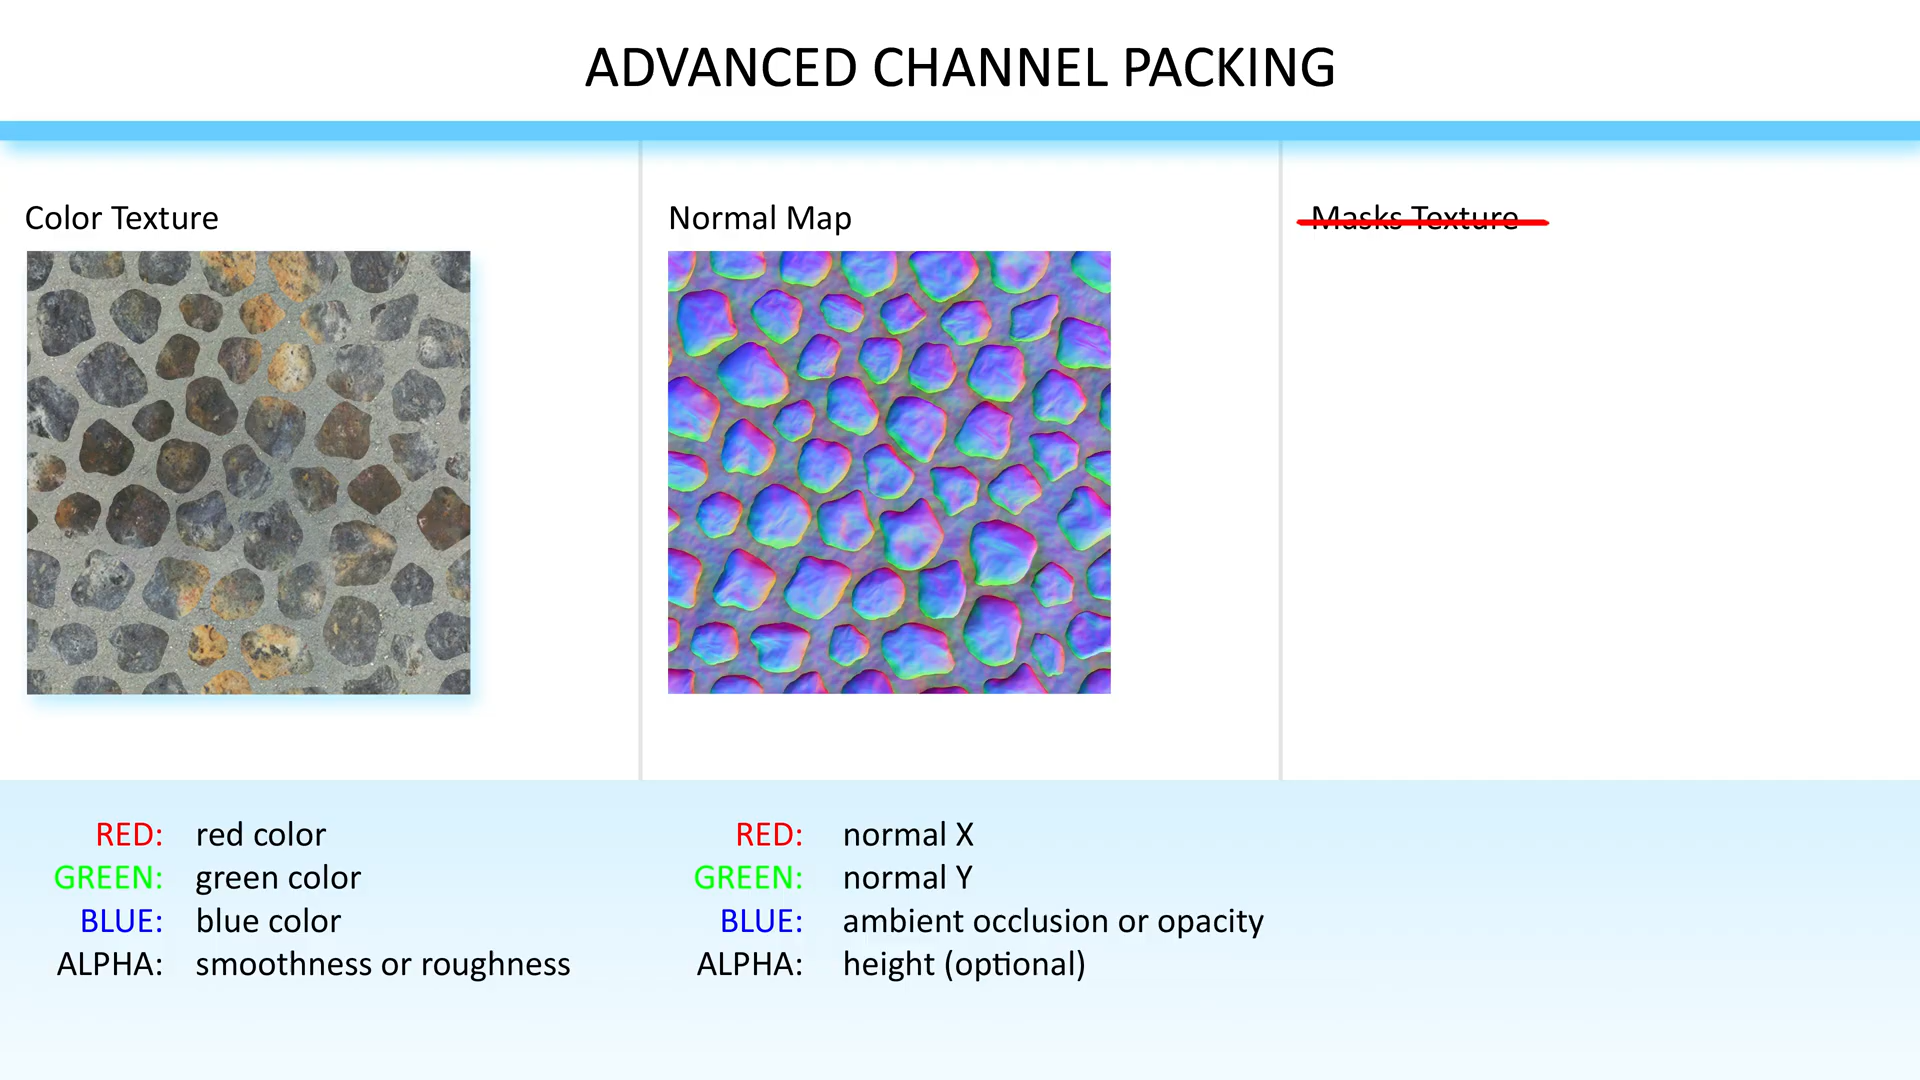 ADVANCED CHANNEL PACKING
Color Texture
Normal Map
Masks Texture
RED: red color
GREEN: green color
BLUE: blue color
ALPHA: smoothness or roughness
RED: normal X
GREEN: normal Y
BLUE: ambient occlusion or opacity
ALPHA: height (optional)